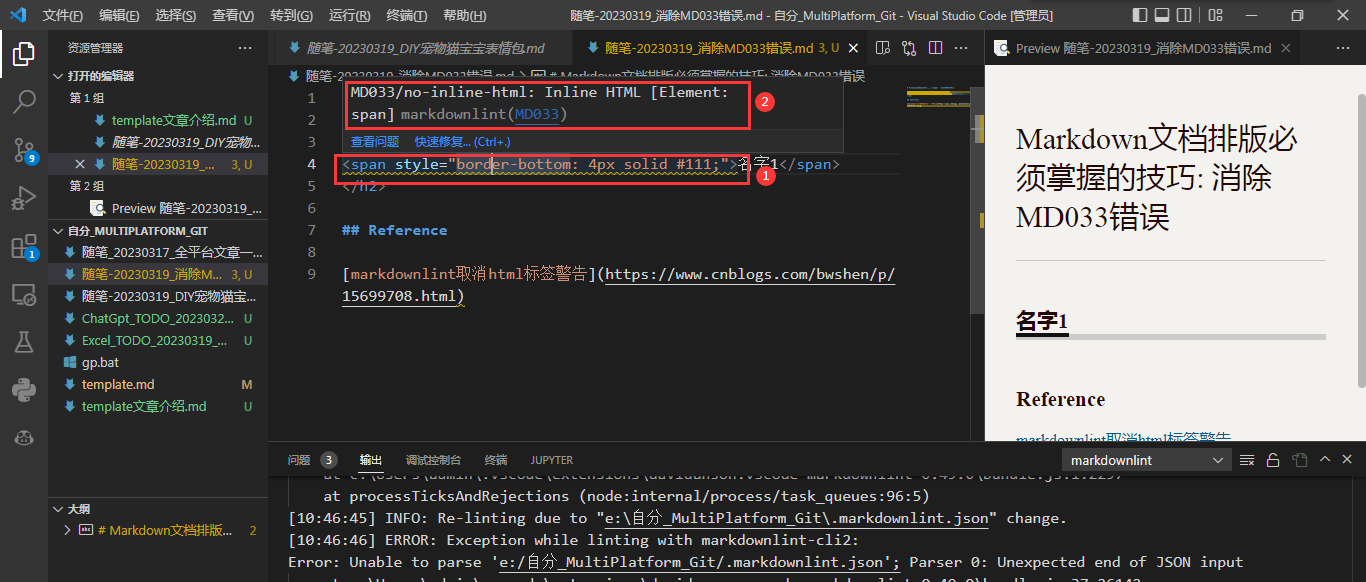 文件(F) 编辑(E) 选择(S) 查看(V) 转到(G) 运行(R) 终端(T) 帮助(H) 随笔-20230319_消除MD033错误.md - 自分_MultiPlatform_Git - Visual Studio Code [管理员]
资源管理器
打开的编辑器
第 1 组
template文章介绍.md U
随笔-20230319_DIY宠物...
随笔-20230319_... 3, U
第 2 组
Preview 随笔-20230319_...
自分_MULTIPLATFORM_GIT
随笔_20230317_全平台文章一...
随笔-20230319_消除M... 3, U
随笔-20230319_DIY宠物猫宝...
ChatGpt_TODO_2023032... U
Excel_TODO_20230319_... U
gp.bat
template.md M
template文章介绍.md U
大纲
# Markdown文档排版... 2
9
1
随笔-20230319_DIY宠物猫宝宝表情包.md
随笔-20230319_消除MD033错误.md 3, U
随笔-20230319_消除MD033错误.md > # Markdown文档排版必须掌握的技巧: 消除MD033错误
1
2
3
MD033/no-inline-html: Inline HTML [Element:
span] markdownlint(MD033)
2
查看问题 快速修复... (Ctrl+.)
4 <span style="border-bottom: 4px solid #111;">名字1</span>
1
5 </h2>
6
7 ## Reference
8
9 [markdownlint取消html标签警告](https://www.cnblogs.com/bwshen/p/
15699708.html)
Preview 随笔-20230319_消除MD033错误.md
Markdown文档排版必
须掌握的技巧: 消除
MD033错误
名字1
Reference
markdownlint取消html标签警告
问题 3 输出 调试控制台 终端 JUPYTER markdownlint
at processTicksAndRejections (node:internal/process/task_queues:96:5)
[10:46:45] INFO: Re-linting due to "e:\自分_MultiPlatform_Git\.markdownlint.json" change.
[10:46:46] ERROR: Exception while linting with markdownlint-cli2:
Error: Unable to parse 'e:/自分_MultiPlatform_Git/.markdownlint.json'; Parser 0: Unexpected end of JSON input